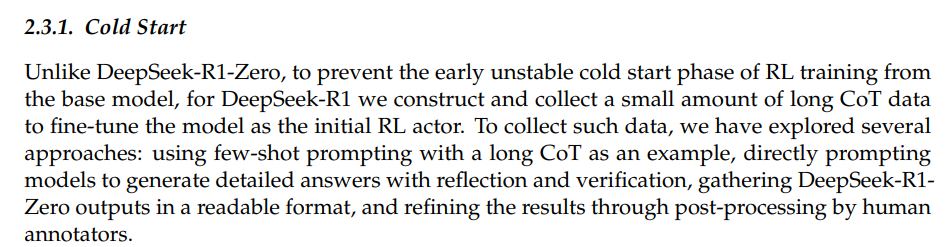 2.3.1. Cold Start
Unlike DeepSeek-R1-Zero, to prevent the early unstable cold start phase of RL training from
the base model, for DeepSeek-R1 we construct and collect a small amount of long CoT data
to fine-tune the model as the initial RL actor. To collect such data, we have explored several
approaches: using few-shot prompting with a long CoT as an example, directly prompting
models to generate detailed answers with reflection and verification, gathering DeepSeek-R1-
Zero outputs in a readable format, and refining the results through post-processing by human
annotators.